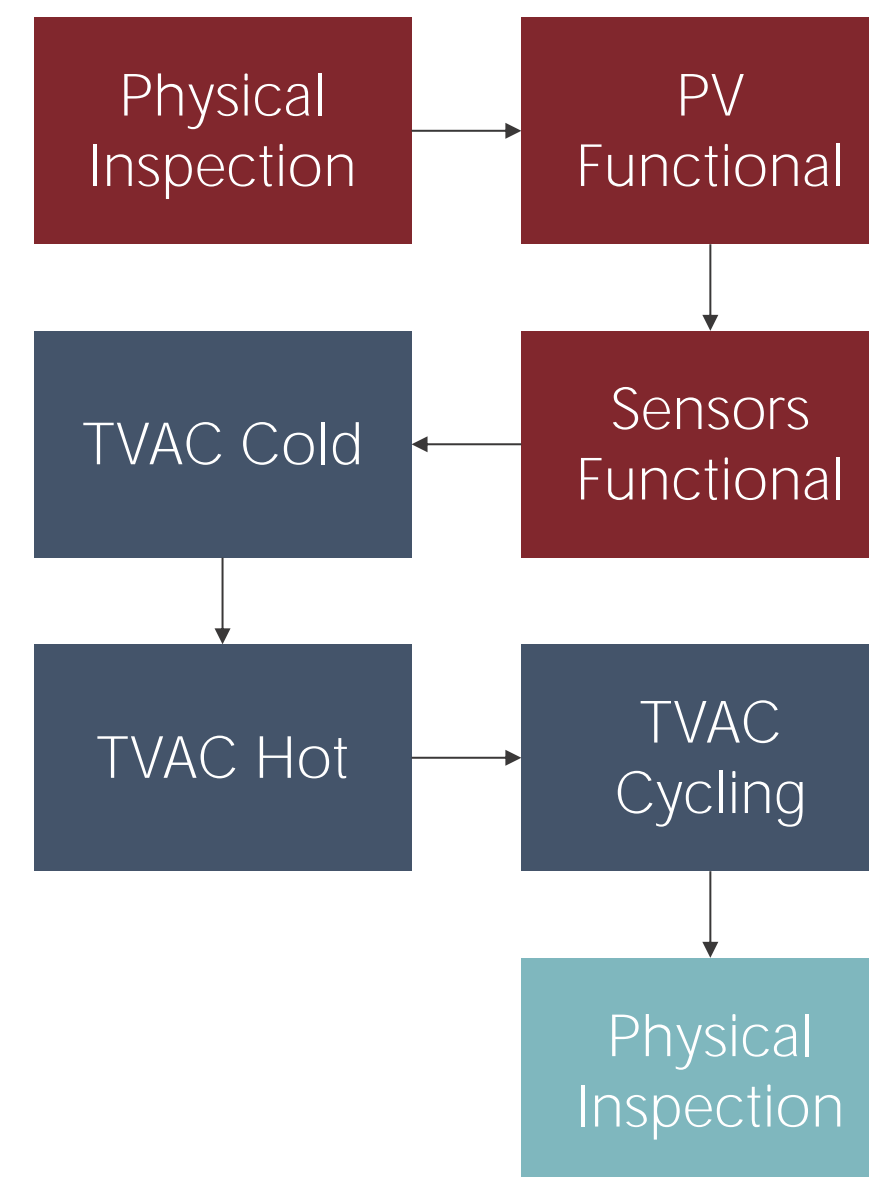 Physical
Inspection
PV
Functional
Sensors
Functional
TVAC Cold
TVAC Hot
TVAC
Cycling
Physical
Inspection